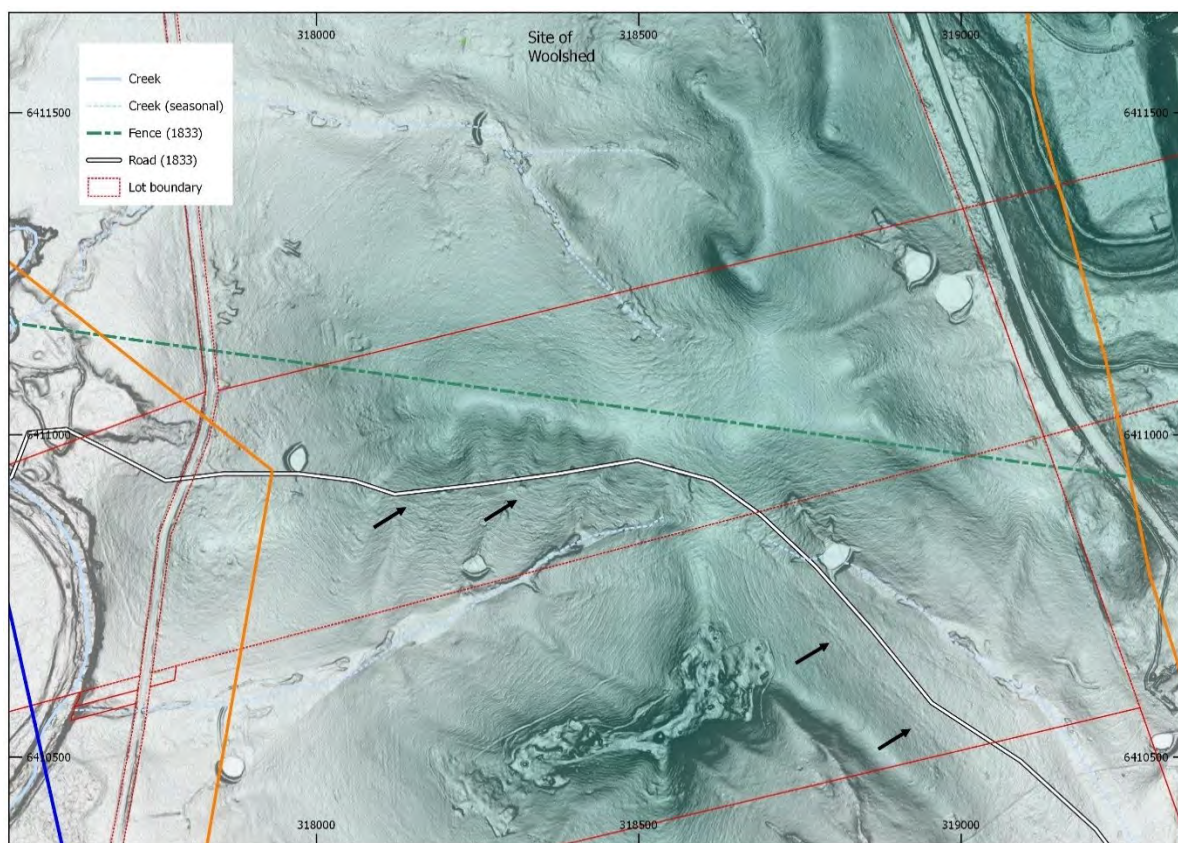 318000
318500
319000
Site of
Woolshed
Creek
Creek (seasonal)
Fence (1833)
Road (1833)
Lot boundary
6411500
6411500
6411000
6411000
6410500
6410500
318000
318500
319000